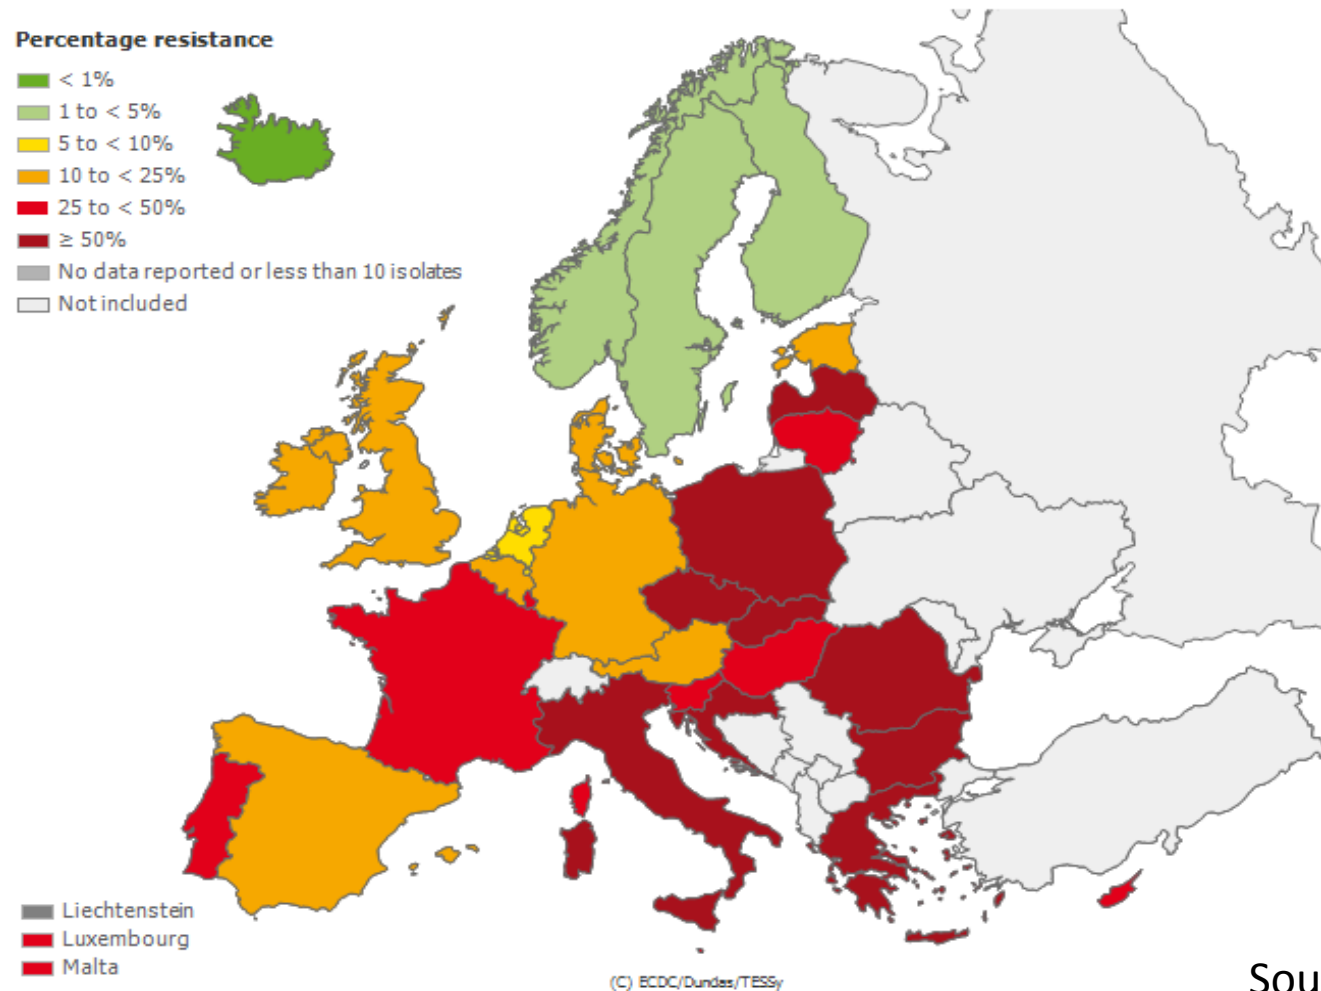 Percentage resistance
< 1%
1 to < 5%
5 to < 10%
10 to < 25%
25 to < 50%
≥ 50%
No data reported or less than 10 isolates
Not included
Liechtenstein
Luxembourg
Malta
(C) ECDC/Dundas/TESSy
Sou